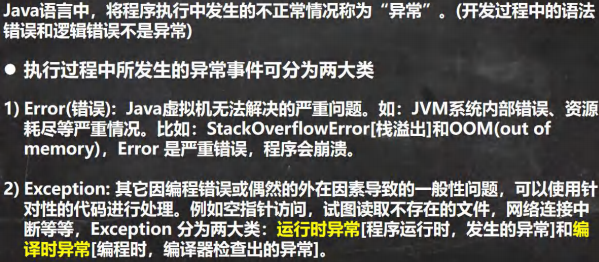 Java语言中，将程序执行中发生的不正常情况称为“异常”。(开发过程中的语法
错误和逻辑错误不是异常)
● 执行过程中所发生的异常事件可分为两大类
1) Error(错误): Java虚拟机无法解决的严重问题。如：JVM系统内部错误、资源
耗尽等严重情况。比如：StackOverflowError[栈溢出]和OOM(out of
memory)，Error 是严重错误，程序会崩溃。
2) Exception: 其它因编程错误或偶然的外在因素导致的一般性问题，可以使用针
对性的代码进行处理。例如空指针访问，试图读取不存在的文件，网络连接中
断等等，Exception 分为两大类：运行时异常[程序运行时，发生的异常]和编
译时异常[编程时，编译器检查出的异常]。